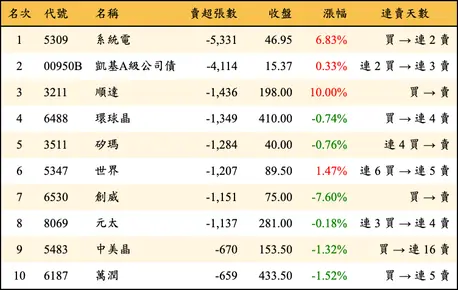 名次 代號 名稱 賣超張數 收盤 漲幅 連賣天數
1 5309 系統電 -5,331 46.95 6.83% 買 → 連 2 賣
2 00950B 凱基A級公司債 -4,114 15.37 0.33% 連 2 買 → 連 3 賣
3 3211 順達 -1,436 198.00 10.00% 買 → 賣
4 6488 環球晶 -1,349 410.00 -0.74% 買 → 連 4 賣
5 3511 矽瑪 -1,284 40.00 -0.76% 連 4 買 → 賣
6 5347 世界 -1,207 89.50 1.47% 連 6 買 → 連 5 賣
7 6530 創威 -1,151 75.00 -7.60% 買 → 賣
8 8069 元太 -1,137 281.00 -0.18% 連 3 買 → 連 4 賣
9 5483 中美晶 -670 153.50 -1.32% 買 → 連 16 賣
10 6187 萬潤 -659 433.50 -1.52% 買 → 連 5 賣